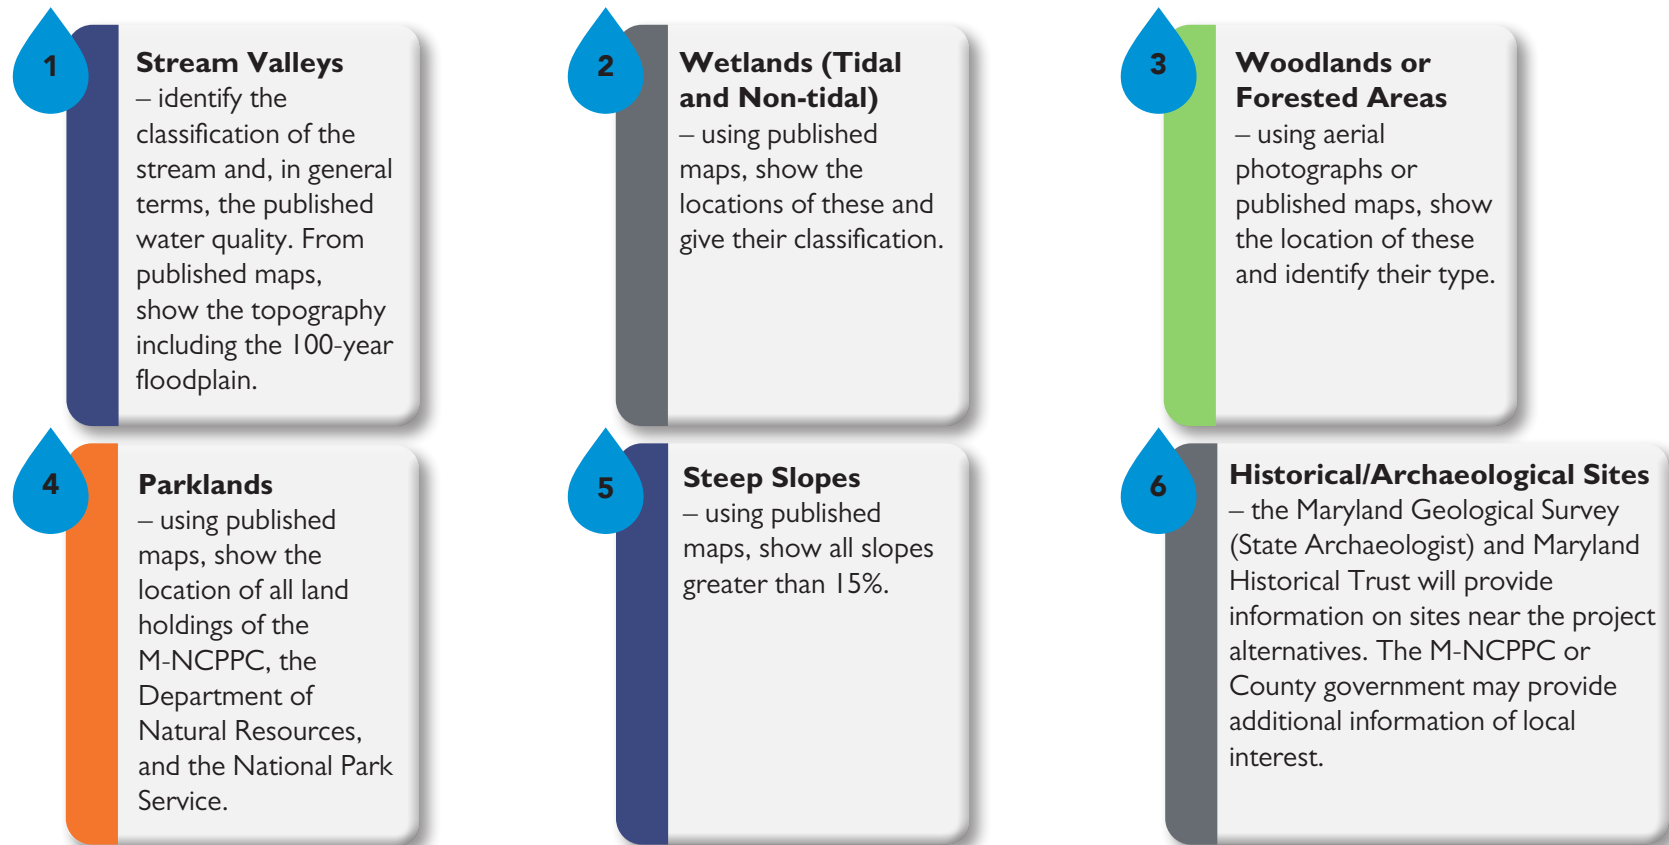 1
Stream Valleys
– identify the
classification of the
stream and, in general
terms, the published
water quality. From
published maps,
show the topography
including the 100-year
floodplain.
2
Wetlands (Tidal
and Non-tidal)
– using published
maps, show the
locations of these and
give their classification.
3
Woodlands or
Forested Areas
– using aerial
photographs or
published maps, show
the location of these
and identify their type.
4
Parklands
– using published
maps, show the
location of all land
holdings of the
M-NCPPC, the
Department of
Natural Resources,
and the National Park
Service.
5
Steep Slopes
– using published
maps, show all slopes
greater than 15%.
6
Historical/Archaeological Sites
– the Maryland Geological Survey
(State Archaeologist) and Maryland
Historical Trust will provide
information on sites near the project
alternatives. The M-NCPPC or
County government may provide
additional information of local
interest.